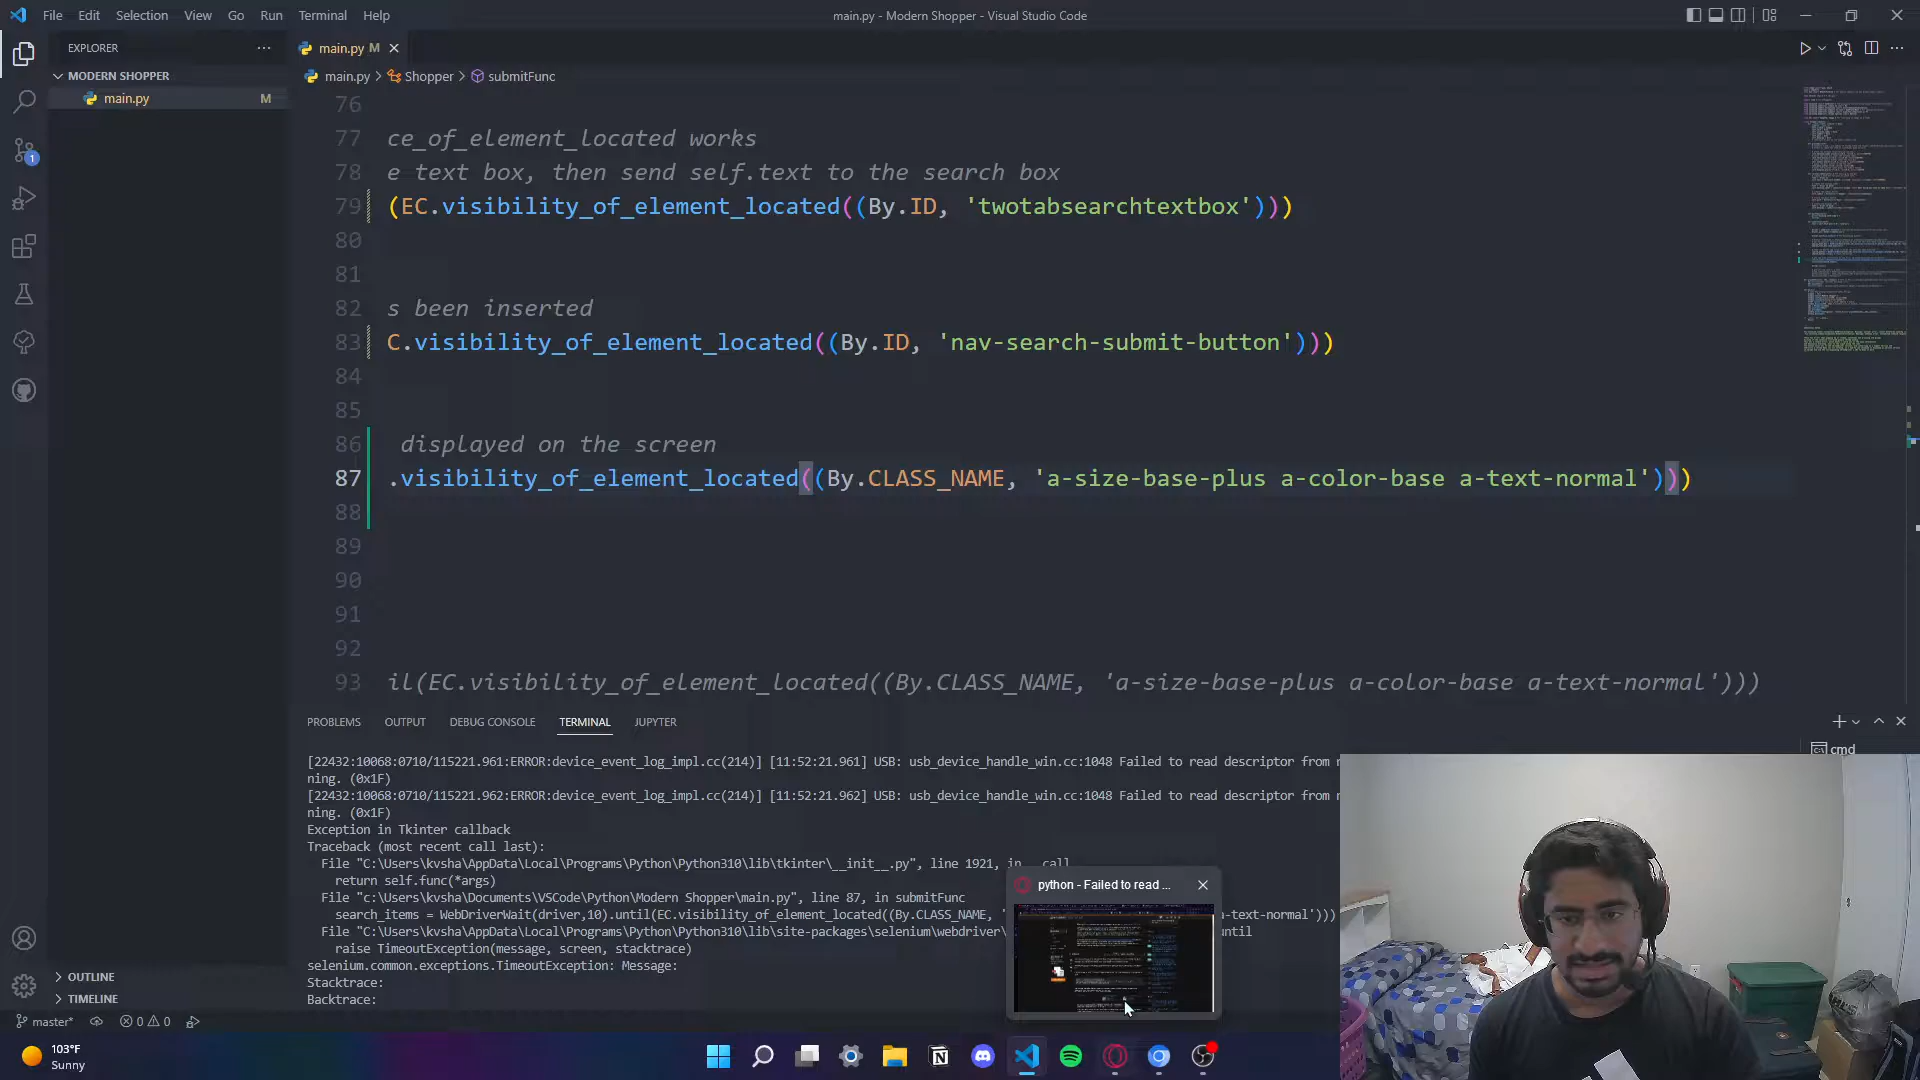 File Edit Selection View Go Run Terminal Help
main.py - Modern Shopper - Visual Studio Code
EXPLORER
MODERN SHOPPER
main.py M
main.py M
main.py > Shopper > submitFunc
76
77 ce_of_element_located works
78 e text box, then send self.text to the search box
79 (EC.visibility_of_element_located((By.ID, 'twotabsearchtextbox')))
80
81
82 s been inserted
83 C.visibility_of_element_located((By.ID, 'nav-search-submit-button')))
84
85
86 displayed on the screen
87 .visibility_of_element_located((By.CLASS_NAME, 'a-size-base-plus a-color-base a-text-normal')))
88
89
90
91
92
93 il(EC.visibility_of_element_located((By.CLASS_NAME, 'a-size-base-plus a-color-base a-text-normal')))
PROBLEMS OUTPUT DEBUG CONSOLE TERMINAL JUPYTER
cmd
[22432:10068:0710/115221.961:ERROR:device_event_log_impl.cc(214)] [11:52:21.961] USB: usb_device_handle_win.cc:1048 Failed to read descriptor from
ning. (0x1F)
[22432:10068:0710/115221.962:ERROR:device_event_log_impl.cc(214)] [11:52:21.962] USB: usb_device_handle_win.cc:1048 Failed to read descriptor from
ning. (0x1F)
Exception in Tkinter callback
Traceback (most recent call last):
File "C:\Users\kvsha\AppData\Local\Programs\Python\Python310\lib\tkinter\__init__.py", line 1921, in __call
return self.func(*args)
File "C:\Users\kvsha\Documents\VSCode\Python\Modern Shopper\main.py", line 87, in submitFunc
search_items = WebDriverWait(driver,10).until(EC.visibility_of_element_located((By.CLASS_NAME, ' -text-normal')))
File "C:\Users\kvsha\AppData\Local\Programs\Python\Python310\lib\site-packages\selenium\webdriver\ until
raise TimeoutException(message, screen, stacktrace)
selenium.common.exceptions.TimeoutException: Message:
Stacktrace:
Backtrace:
python - Failed to read ...
OUTLINE
TIMELINE
master* 0 0
1
103°F
Sunny